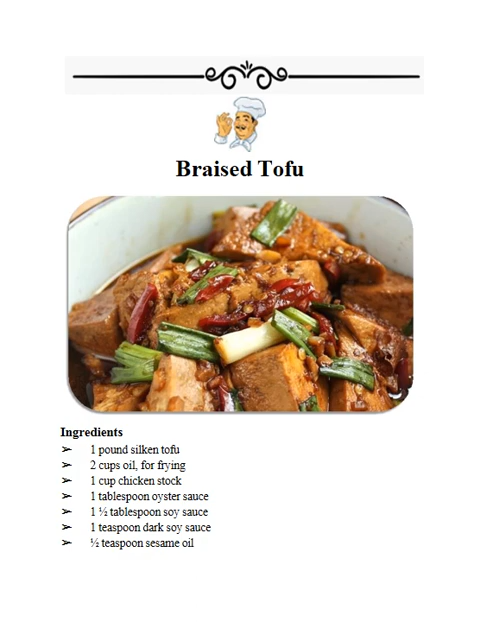 Braised Tofu
Ingredients
➢ 1 pound silken tofu
➢ 2 cups oil, for frying
➢ 1 cup chicken stock
➢ 1 tablespoon oyster sauce
➢ 1 ½ tablespoon soy sauce
➢ 1 teaspoon dark soy sauce
➢ ½ teaspoon sesame oil